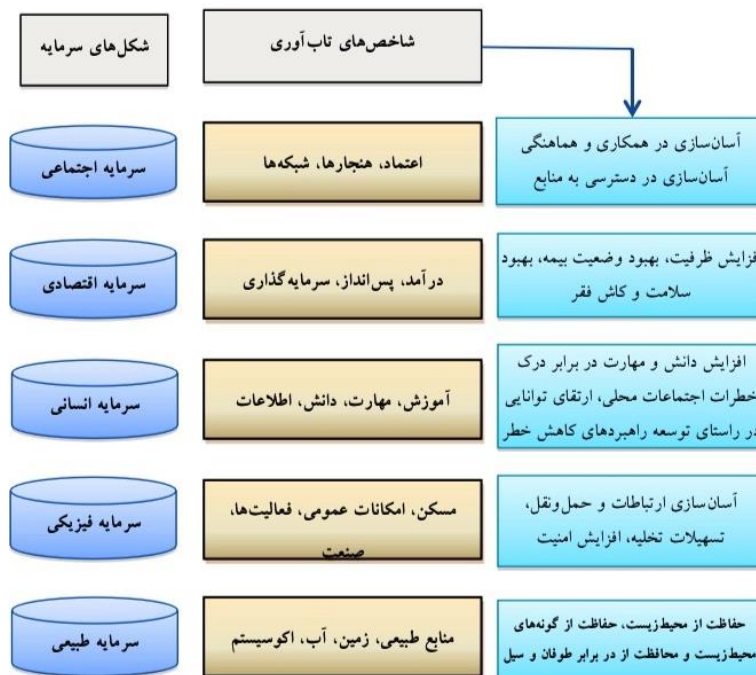 شکل‌های سرمایه
شاخص‌های تاب‌آوری
سرمایه اجتماعی
اعتماد، هنجارها، شبکه‌ها
آسان‌سازی در همکاری و هماهنگی
آسان‌سازی در دسترسی به منابع
سرمایه اقتصادی
درآمد، پس‌انداز، سرمایه‌گذاری
فزایش ظرفیت، بهبود وضعیت بیمه، بهبود
سلامت و کاش فقر
سرمایه انسانی
آموزش، مهارت، دانش، اطلاعات
افزایش دانش و مهارت در برابر درک
خطرات اجتماعات محلی، ارتقای توانایی
در راستای توسعه راهبردهای کاهش خطر
سرمایه فیزیکی
مسکن، امکانات عمومی، فعالیت‌ها،
صنعت
آسان‌سازی ارتباطات و حمل‌ونقل،
تسهیلات تخلیه، افزایش امنیت
سرمایه طبیعی
منابع طبیعی، زمین، آب، اکوسیستم
حفاظت از محیط‌زیست، حفاظت از گونه‌های
محیط‌زیست و محافظت از در برابر طوفان و سیل